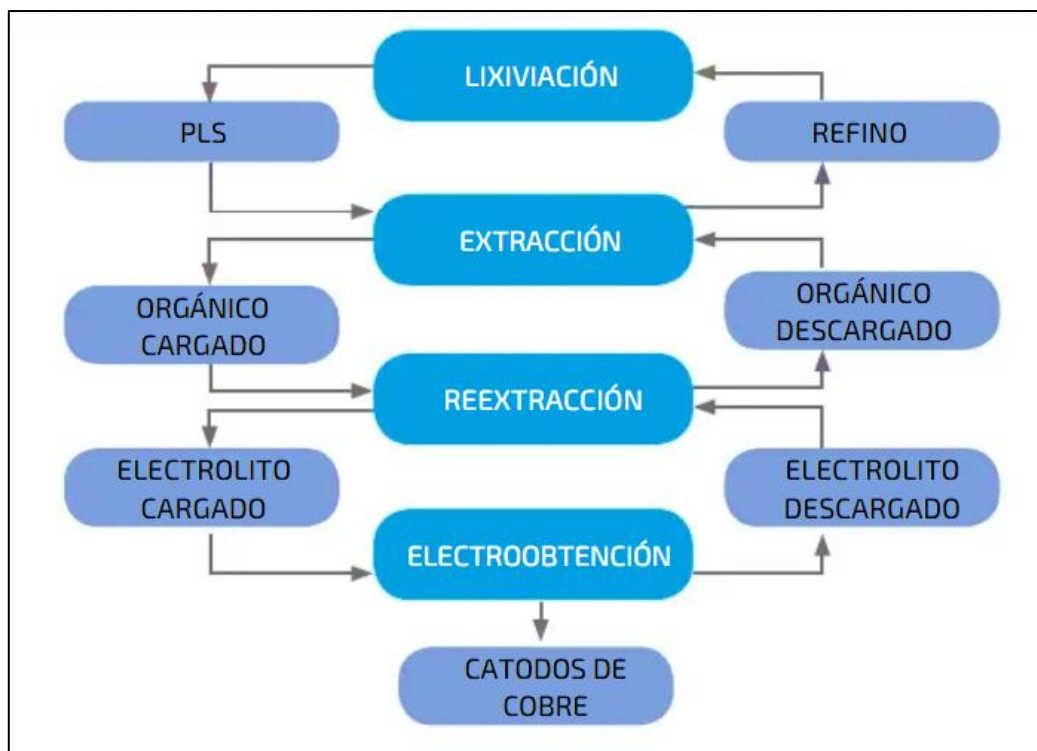 LIXIVIACIÓN
PLS
REFINO
EXTRACCIÓN
ORGÁNICO
CARGADO
ORGÁNICO
DESCARGADO
REEXTRACCIÓN
ELECTROLITO
CARGADO
ELECTROLITO
DESCARGADO
ELECTROOBTENCIÓN
CATODOS DE
COBRE